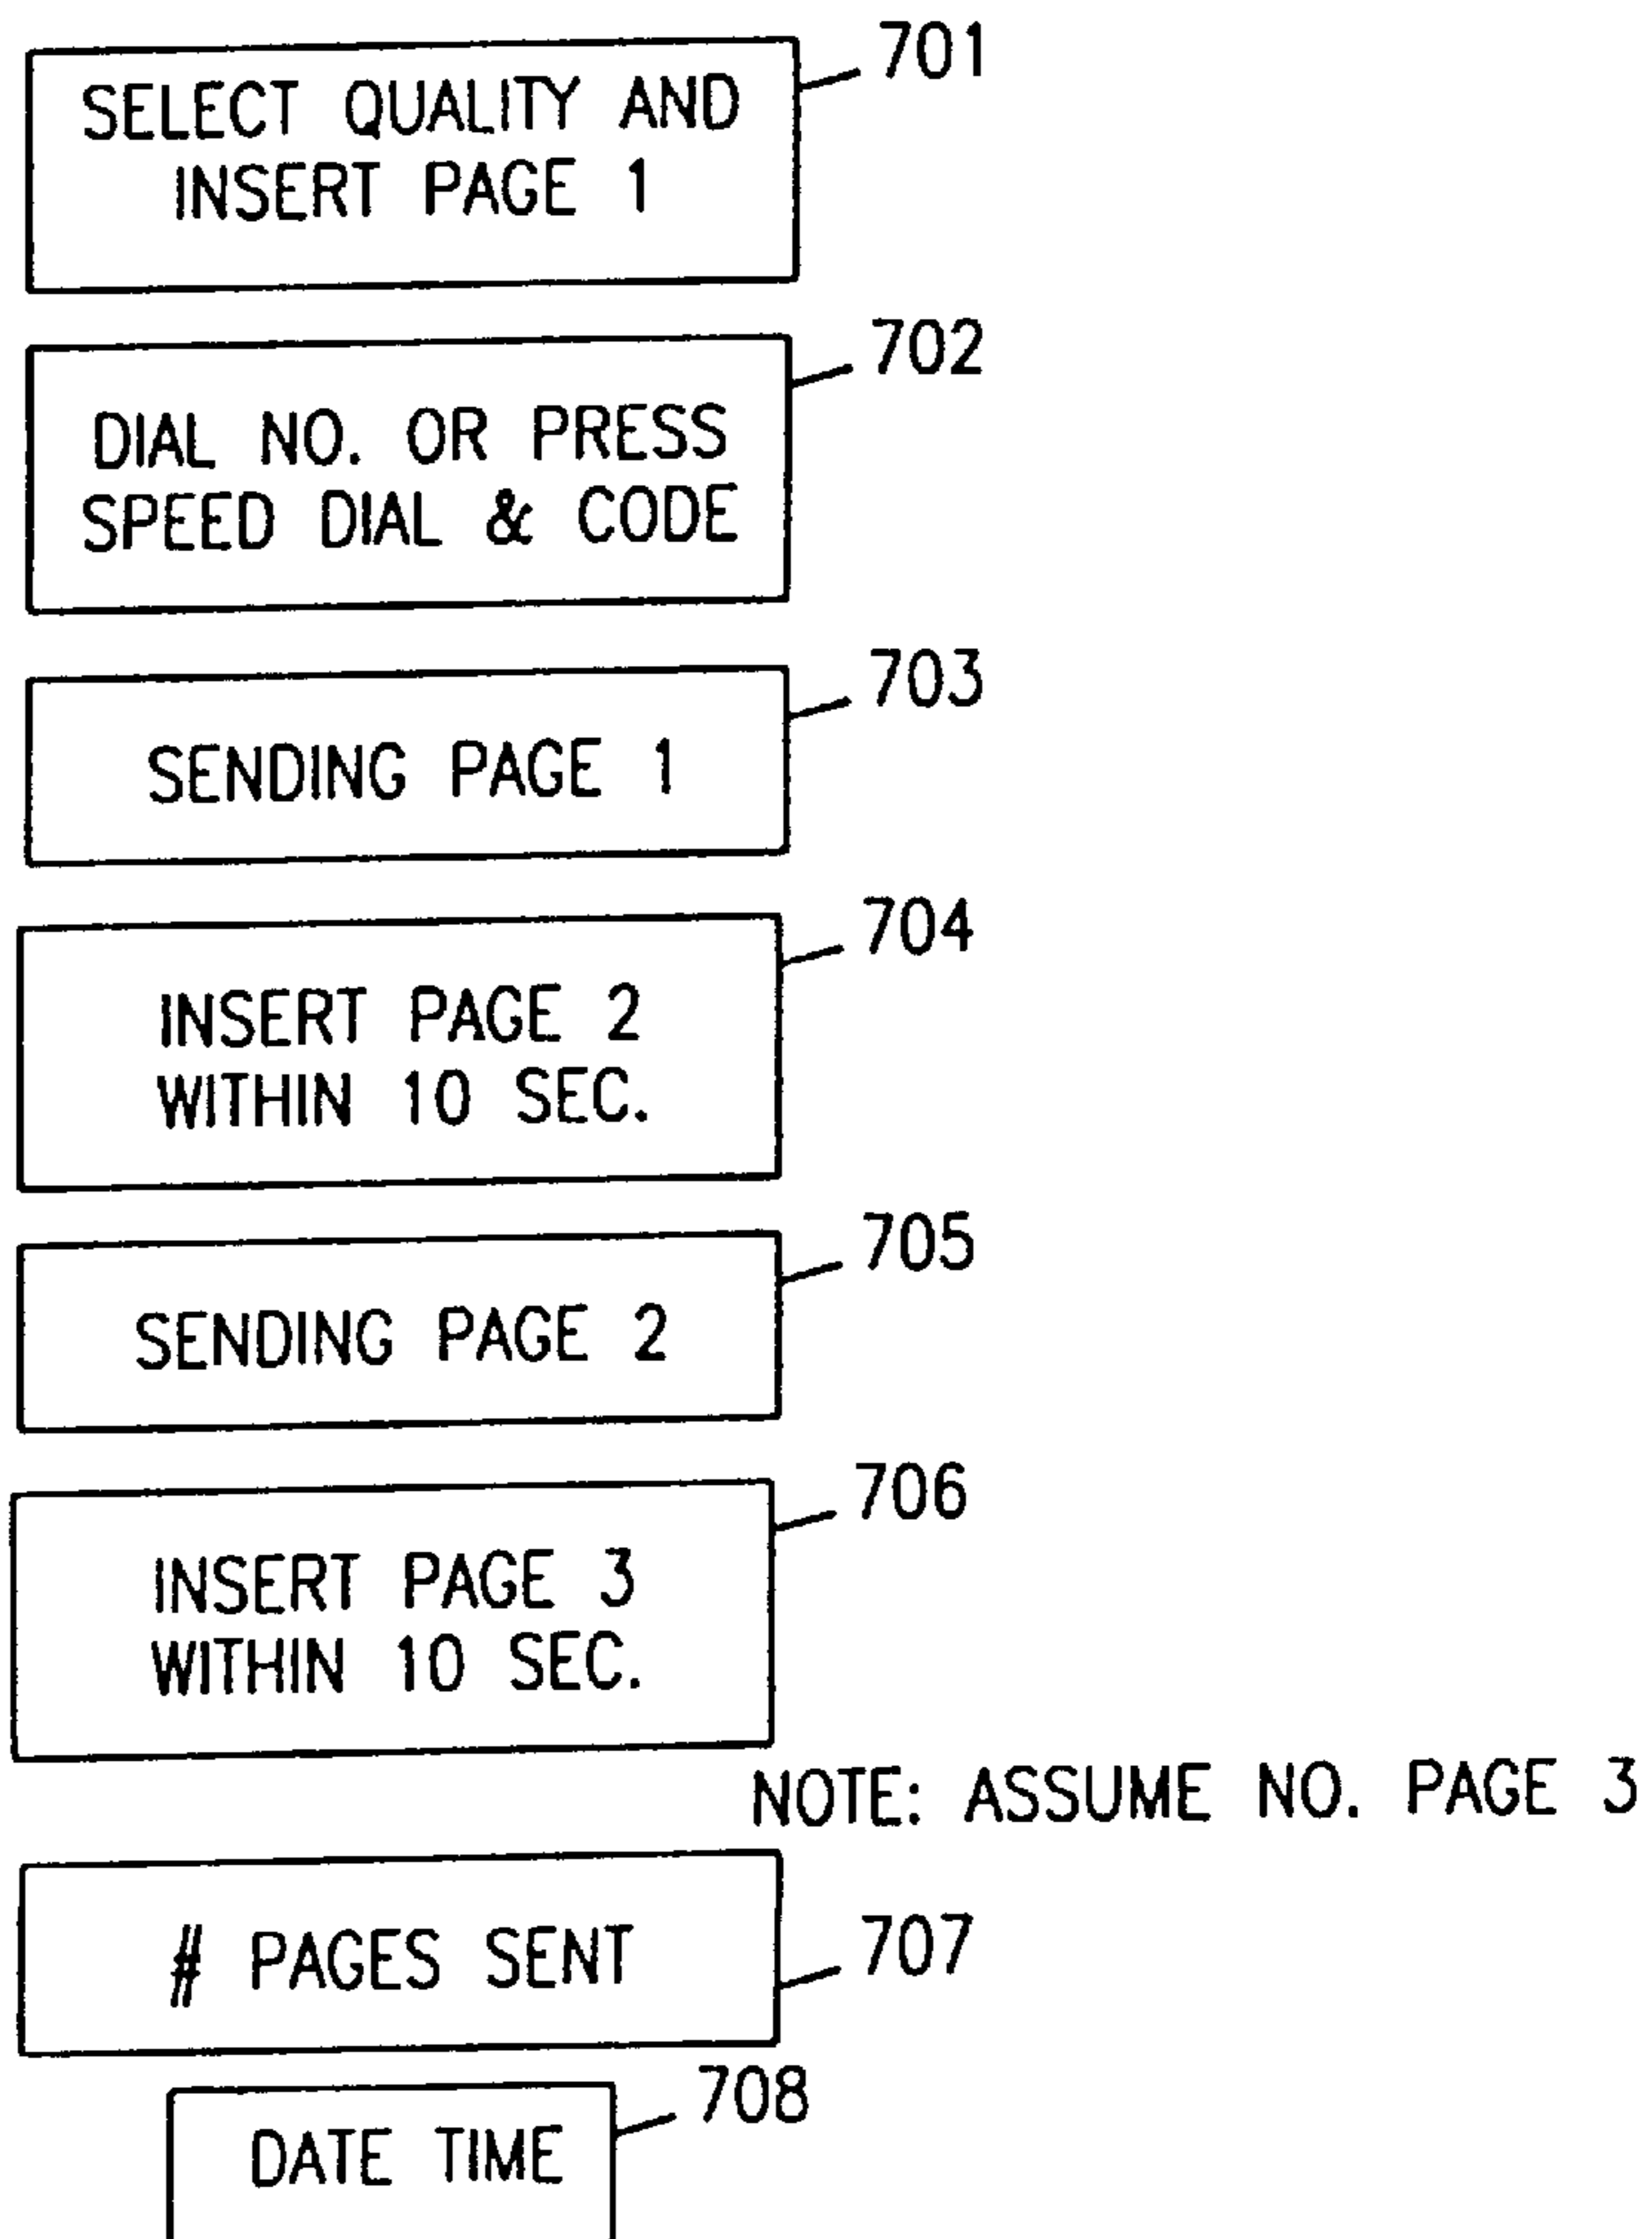 701
SELECT QUALITY AND
INSERT PAGE 1
702
DIAL NO. OR PRESS
SPEED DIAL & CODE
703
SENDING PAGE 1
704
INSERT PAGE 2
WITHIN 10 SEC.
705
SENDING PAGE 2
706
INSERT PAGE 3
WITHIN 10 SEC.
NOTE: ASSUME NO. PAGE 3
# PAGES SENT
707
708
DATE TIME